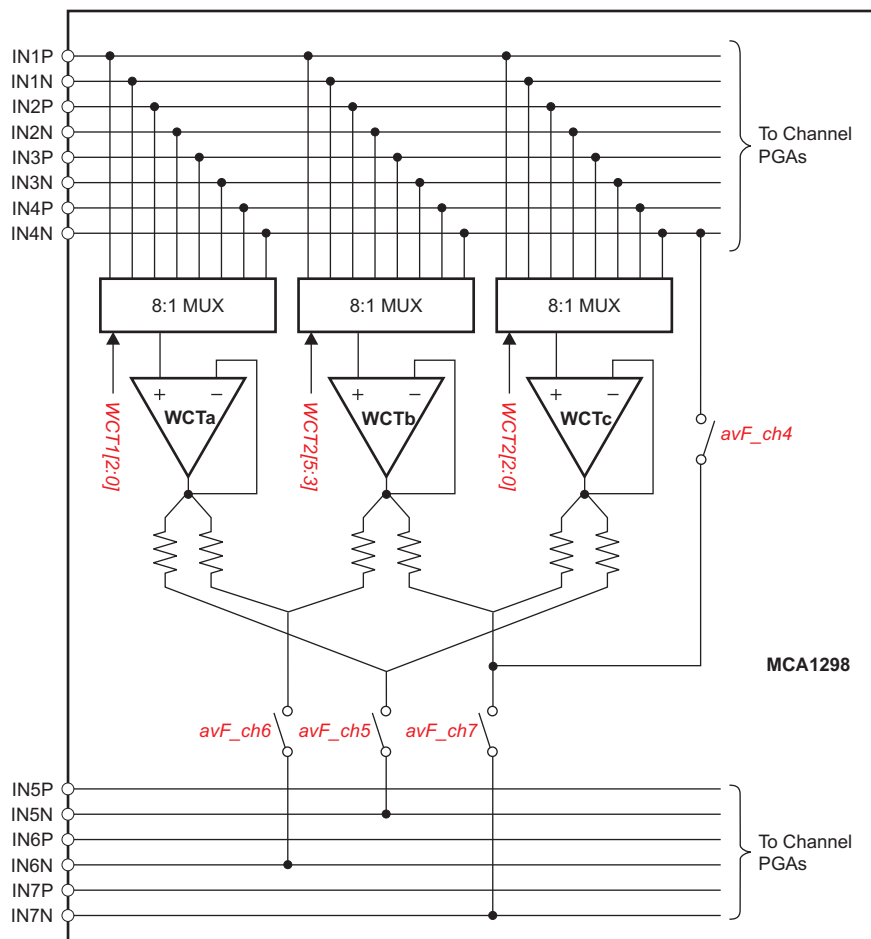 IN1P
IN1N
IN2P
IN2N
IN3P
IN3N
IN4P
IN4N
To Channel
PGAs
8:1 MUX
8:1 MUX
8:1 MUX
WCT1[2:0]
+ −
WCTa
WCT2[5:3]
+ −
WCTb
WCT2[2:0]
+ −
WCTc
avF_ch4
MCA1298
avF_ch6
avF_ch5
avF_ch7
IN5P
IN5N
IN6P
IN6N
IN7P
IN7N
To Channel
PGAs